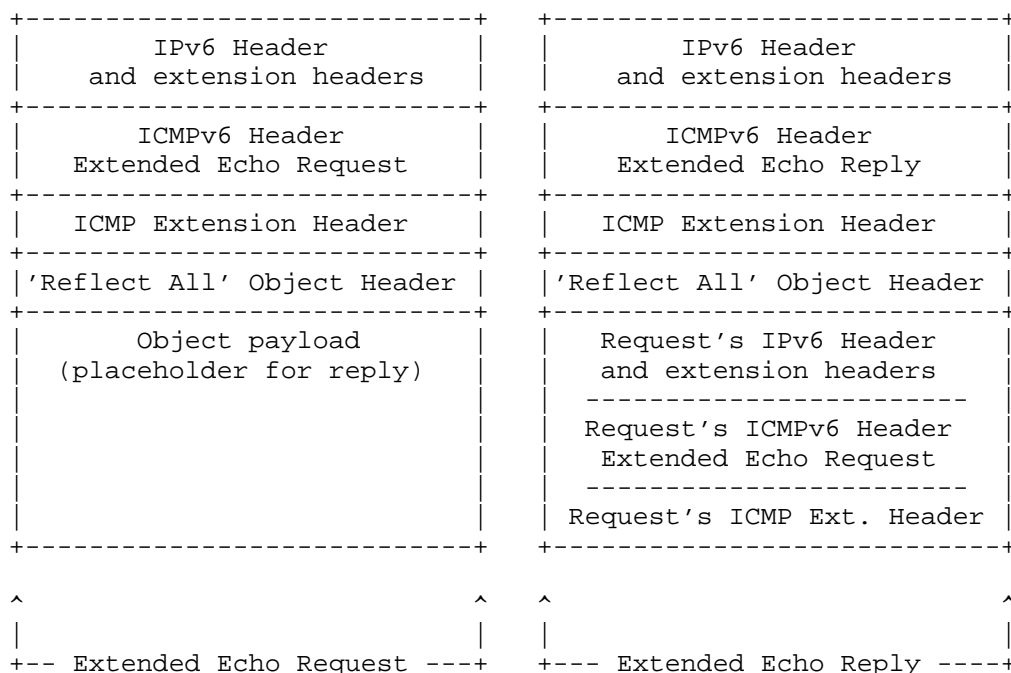 +-----------------------------+   +-----------------------------+
|         IPv6 Header         |   |         IPv6 Header         |
|    and extension headers    |   |    and extension headers    |
+-----------------------------+   +-----------------------------+
|        ICMPv6 Header        |   |        ICMPv6 Header        |
|    Extended Echo Request    |   |     Extended Echo Reply     |
+-----------------------------+   +-----------------------------+
|    ICMP Extension Header    |   |    ICMP Extension Header    |
+-----------------------------+   +-----------------------------+
|’Reflect All’ Object Header  |   |’Reflect All’ Object Header  |
+-----------------------------+   +-----------------------------+
|        Object payload       |   |    Request’s IPv6 Header    |
|   (placeholder for reply)   |   |    and extension headers    |
|                             |   |   ------------------------  |
|                             |   |   Request’s ICMPv6 Header   |
|                             |   |    Extended Echo Request    |
|                             |   |   ------------------------  |
|                             |   |  Request’s ICMP Ext. Header |
+-----------------------------+   +-----------------------------+
^                             ^   ^                             ^
|                             |   |                             |
+-- Extended Echo Request ---+   +--- Extended Echo Reply ----+